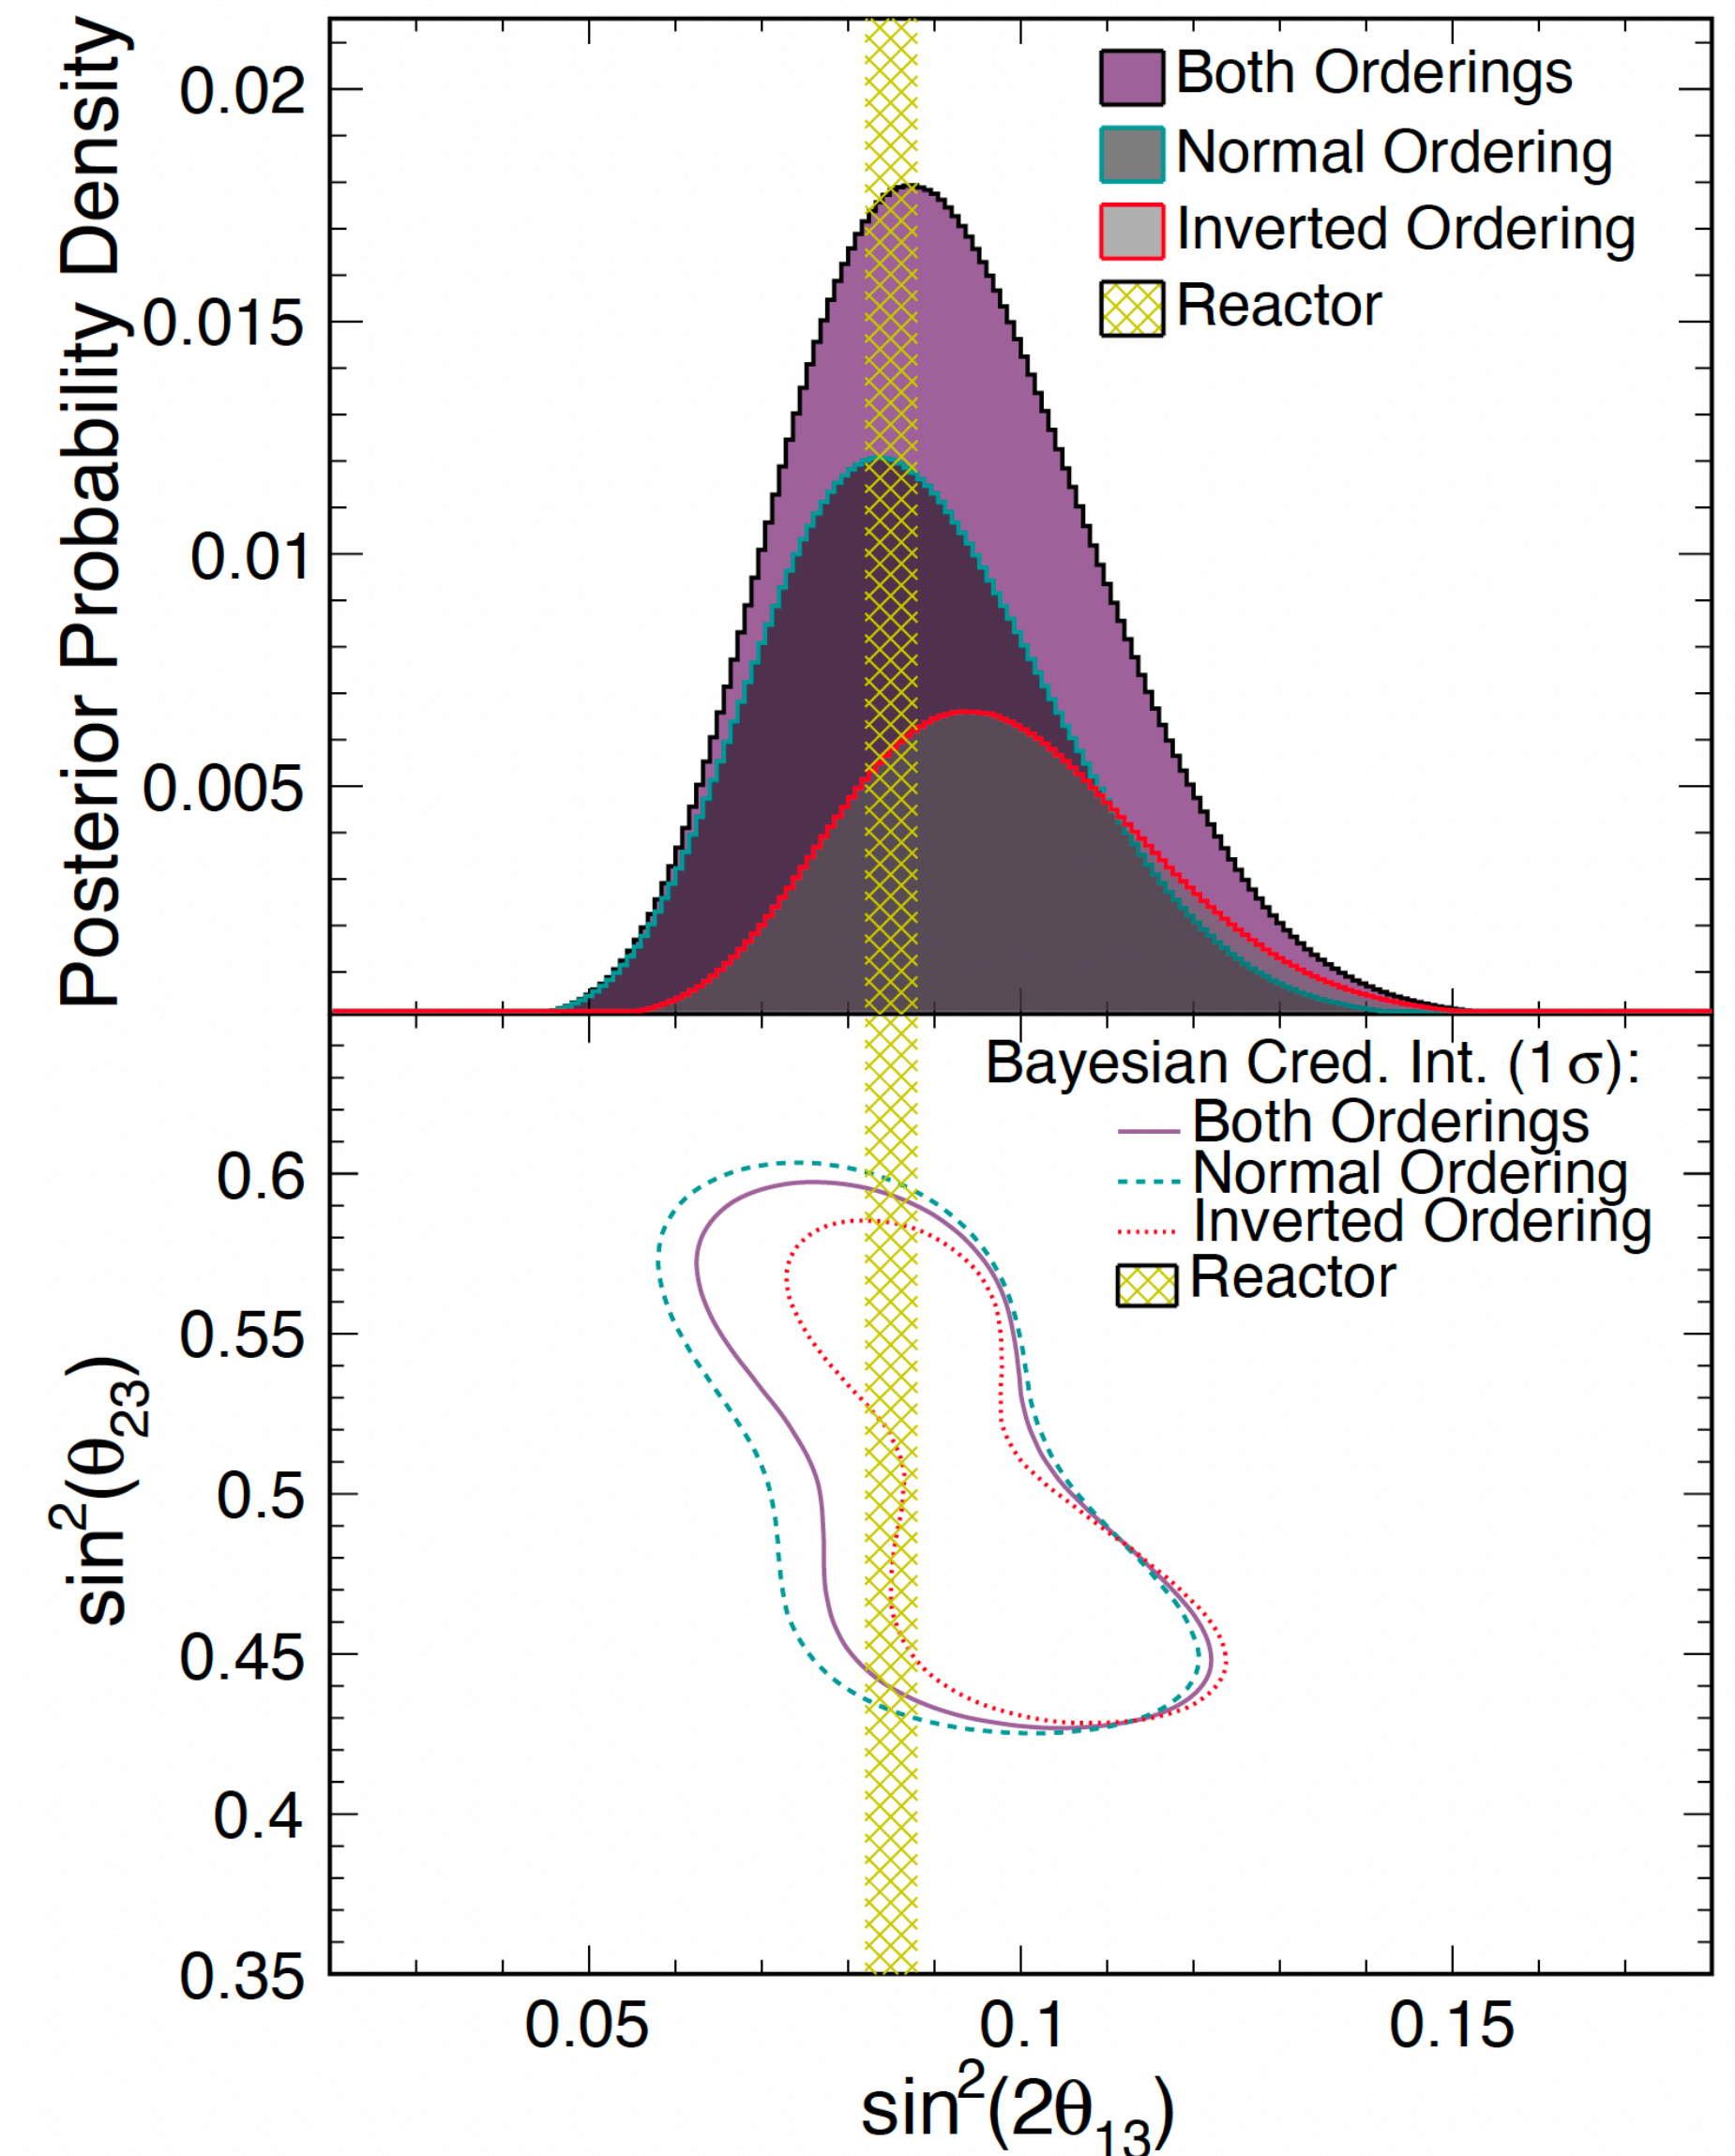 Posterior Probability Density
0.02
0.015
0.01
0.005
Both Orderings
Normal Ordering
Inverted Ordering
Reactor
Bayesian Cred. Int. (1σ):
Both Orderings
Normal Ordering
Inverted Ordering
Reactor
sin²(θ₂₃)
0.6
0.55
0.5
0.45
0.4
0.35
0.05 0.1 0.15
sin²(2θ₁₃)